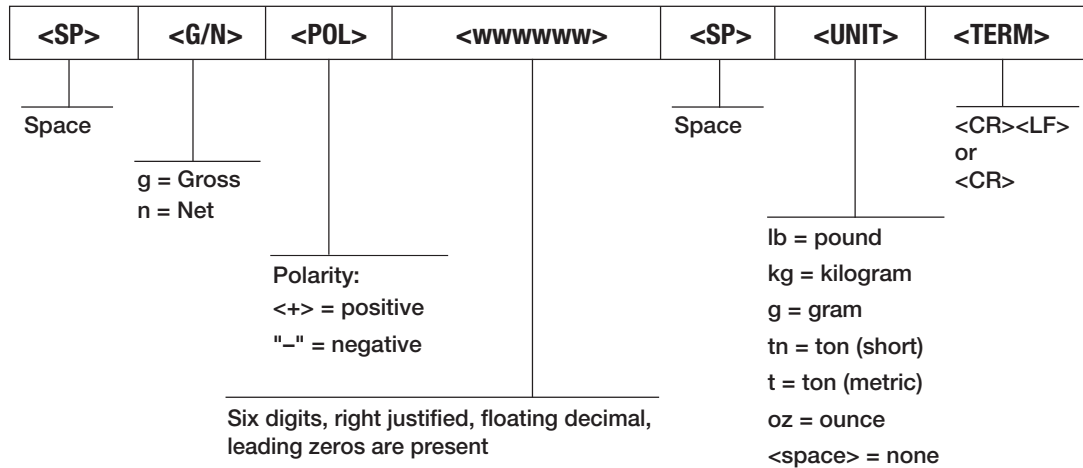 <SP> <G/N> <POL> <wwwwww> <SP> <UNIT> <TERM>
Space
g = Gross
n = Net
Polarity:
<+> = positive
"–" = negative
Six digits, right justified, floating decimal,
leading zeros are present
Space
lb = pound
kg = kilogram
g = gram
tn = ton (short)
t = ton (metric)
oz = ounce
<space> = none
<CR><LF>
or
<CR>